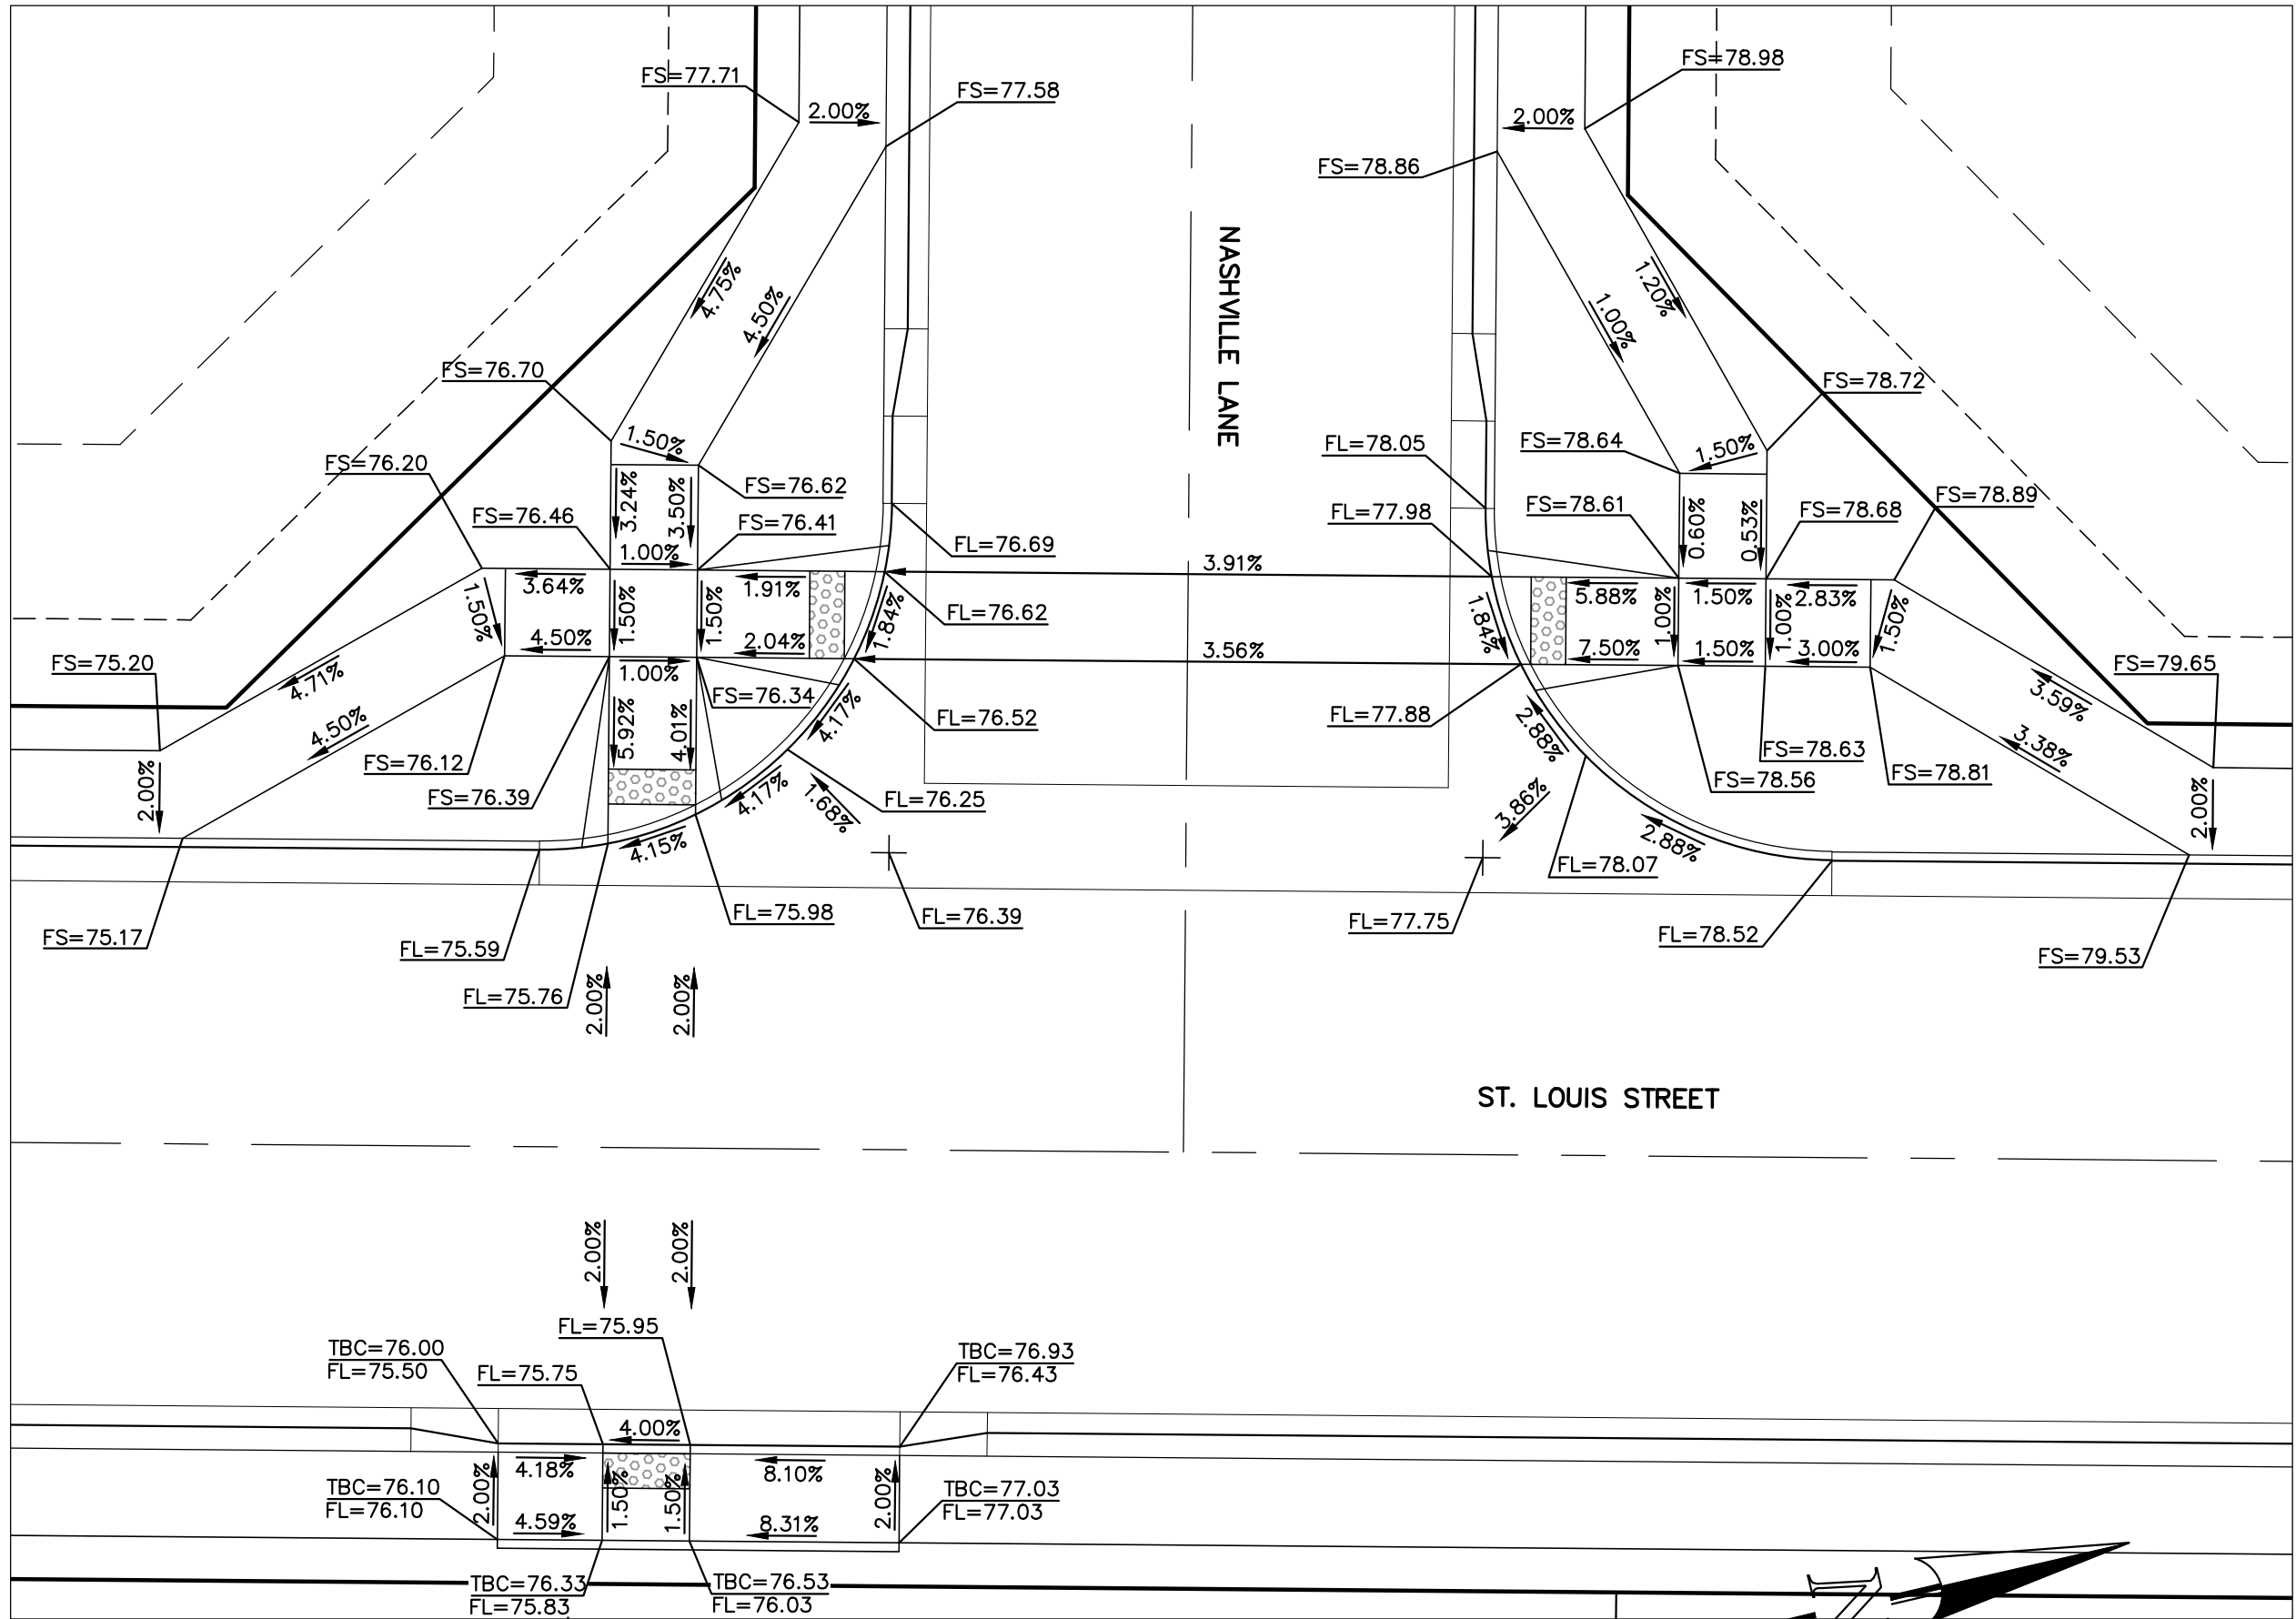 FS=77.71
2.00%
FS=77.58
FS=78.98
2.00%
FS=78.86
NASHVILLE LANE
4.75%
4.50%
1.00%
1.20%
FS=76.70
1.50%
FS=78.72
FL=78.05
FS=78.64
1.50%
FS=76.20
FS=76.62
3.24%
3.50%
FS=76.46
FS=76.41
FL=77.98
FS=78.61
0.60%
0.53%
FS=78.68
FS=78.89
1.00%
FL=76.69
3.91%
3.64%
1.91%
5.88%
1.50%
2.83%
1.50%
1.50%
1.50%
1.84%
FL=76.62
1.84%
1.00%
1.00%
1.50%
4.50%
2.04%
3.56%
7.50%
1.50%
3.00%
FS=75.20
4.71%
1.00%
FS=76.34
FS=79.65
4.50%
5.92%
4.01%
4.17%
FL=76.52
FL=77.88
2.88%
3.59%
3.38%
FS=76.12
FS=78.63
FS=78.56
FS=78.81
2.00%
FS=76.39
4.17%
1.68%
FL=76.25
3.86%
2.00%
4.15%
2.88%
FL=78.07
FS=75.17
FL=75.59
FL=75.98
FL=76.39
FL=77.75
FL=78.52
FS=79.53
FL=75.76
2.00%
2.00%
ST. LOUIS STREET
2.00%
2.00%
FL=75.95
TBC=76.00
FL=75.50
FL=75.75
TBC=76.93
FL=76.43
4.00%
4.18%
8.10%
TBC=76.10
FL=76.10
2.00%
1.50%
1.50%
2.00%
TBC=77.03
FL=77.03
4.59%
8.31%
TBC=76.33
FL=75.83
TBC=76.53
FL=76.03
N